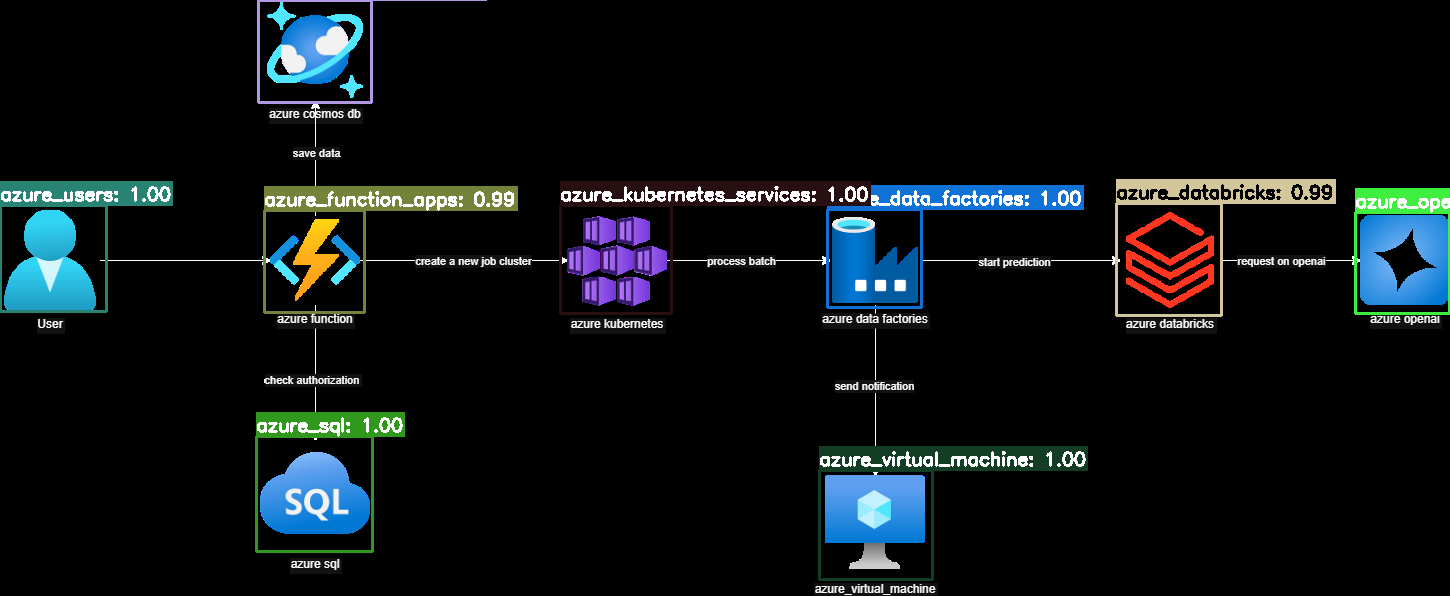 azure cosmos db
save data
azure_users: 1.00
azure_function_apps: 0.99
azure_kubernetes_services: 1.00
e_data_factories: 1.00
azure_databricks: 0.99
azure_ope
create a new job cluster
process batch
start prediction
request on openai
User
azure function
azure kubernetes
azure data factories
azure databricks
azure openai
check authorization
send notification
azure_sql: 1.00
SQL
azure sql
azure_virtual_machine: 1.00
azure_virtual_machine